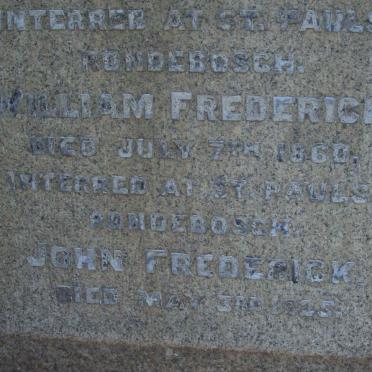 INTERRED AT ST. PAULS
RONDEBOSCH.
WILLIAM FREDERICK
DIED JULY 7TH 1860.
INTERRED AT ST. PAULS
RONDEBOSCH.
JOHN FREDERICK.
DIED MAY 3RD